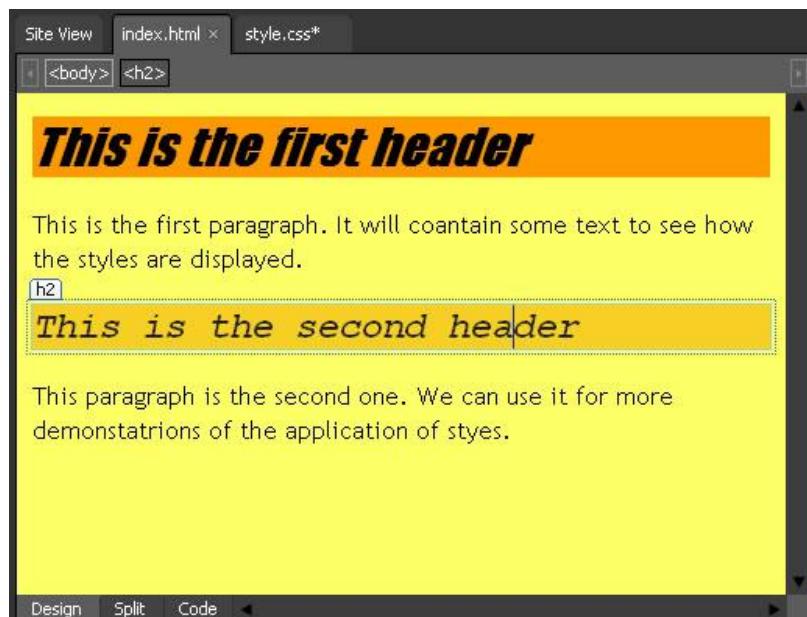 Site View index.html × style.css*
<body> <h2>
This is the first header
This is the first paragraph. It will coantain some text to see how
the styles are displayed.
h2
This is the second header
This paragraph is the second one. We can use it for more
demonstatrions of the application of styes.
Design Split Code